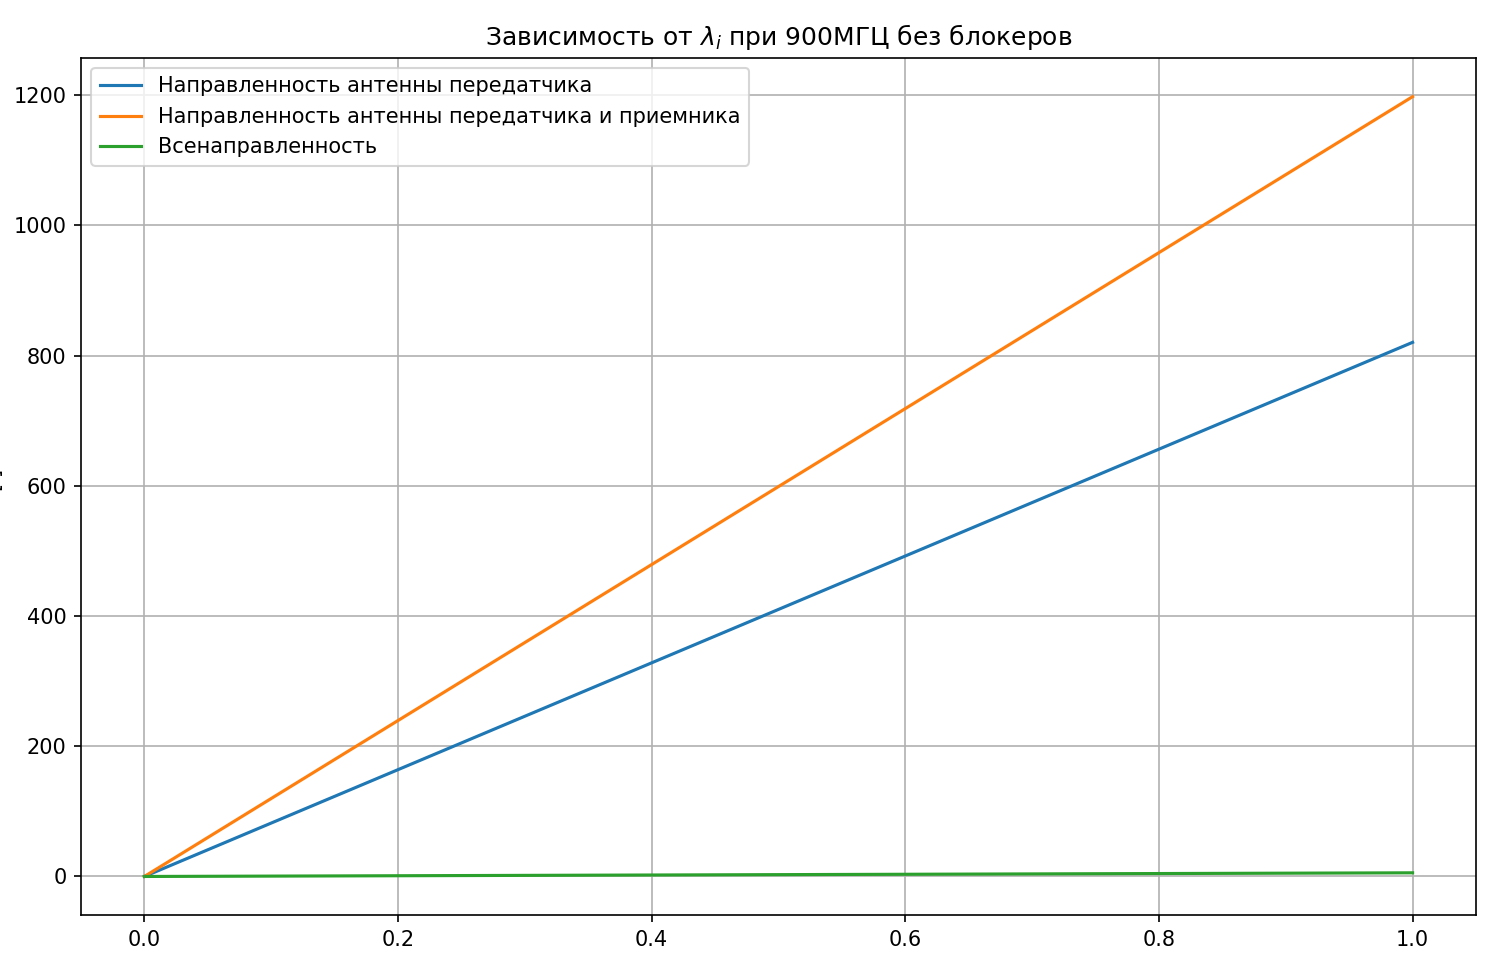 Зависимость от λi при 900МГЦ без блокеров
Направленность антенны передатчика
Направленность антенны передатчика и приемника
Всенаправленность
1200
1000
800
600
400
200
0
0.0 0.2 0.4 0.6 0.8 1.0